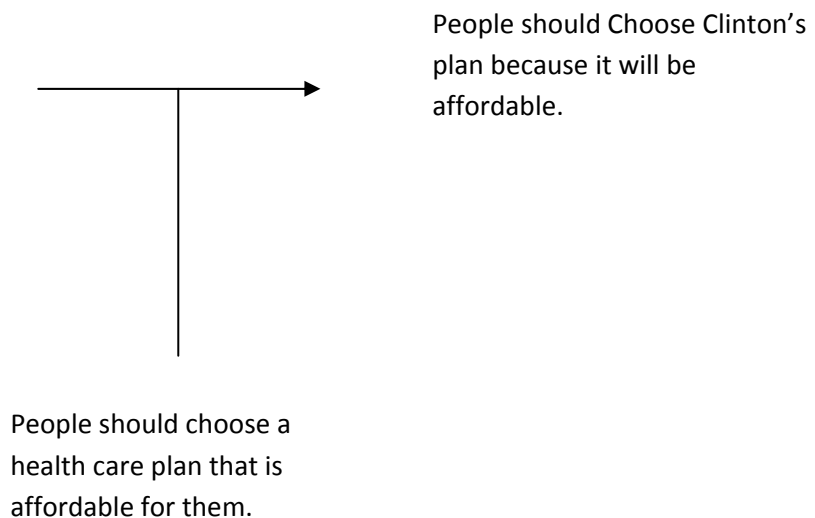 People should Choose Clinton’s
plan because it will be
affordable.
People should choose a
health care plan that is
affordable for them.